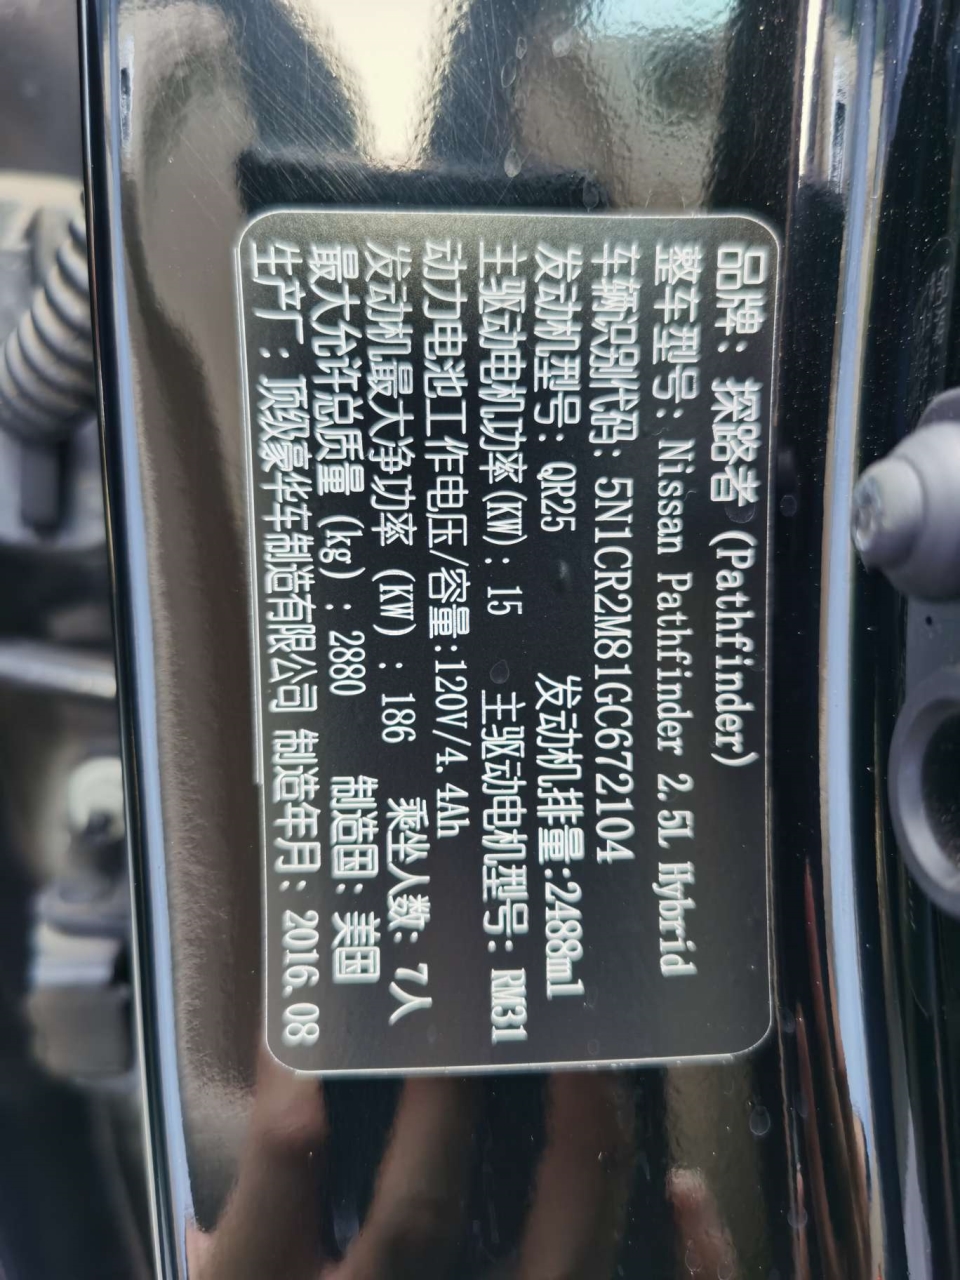 品牌：探路者 (Pathfinder)
整车型号：Nissan Pathfinder 2.5L Hybrid
车辆识别代码：5N1CR2M81GC672104
发动机型号：QR25 发动机排量:2488ml
主驱动电机功率(KW)：15 主驱动电机型号：RM31
动力电池工作电压/容量:120V/4.4Ah
发动机最大净功率 (KW)：186 乘坐人数：7人
最大允许总质量 (kg)：2880 制造国：美国
生产厂：顶级豪华车制造有限公司 制造年月：2016.08